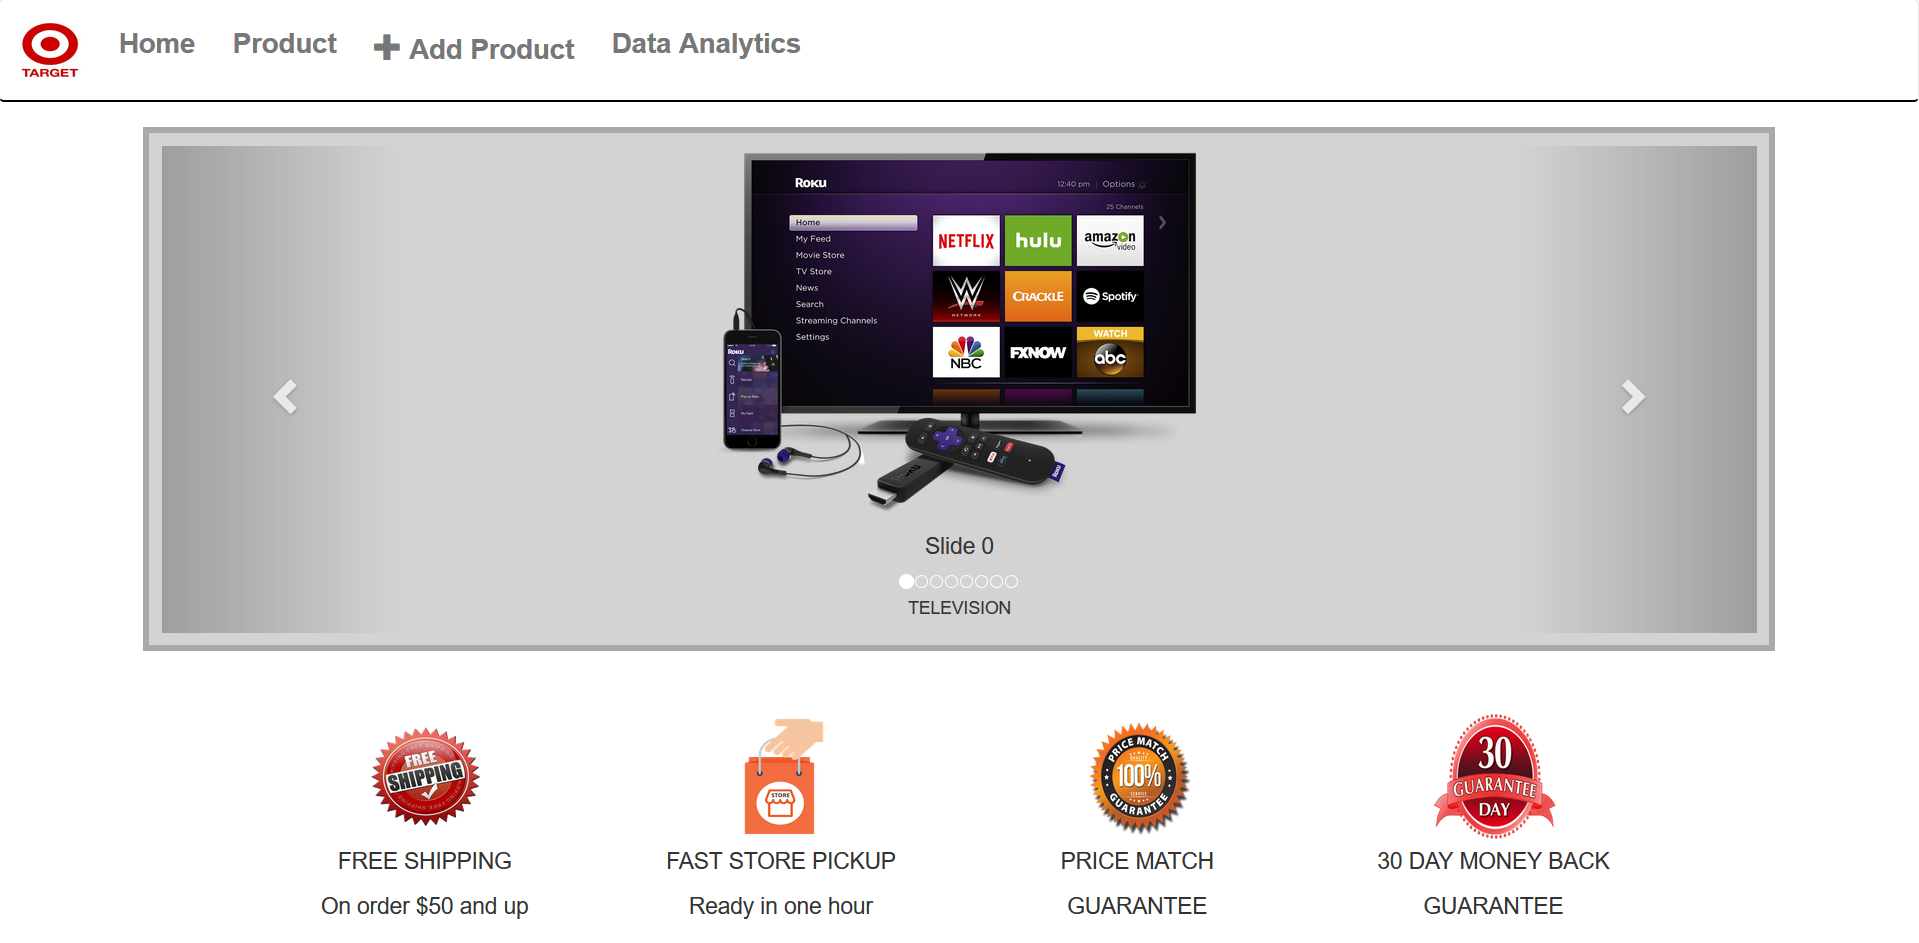 TARGET
Home
Product
Add Product
Data Analytics
Roku
12:40 pm
Options
25 Channels
Home
My Feed
Movie Store
TV Store
News
Search
Streaming Channels
Settings
NETFLIX
hulu
amazon video
W
NETWORK
CRACKLE
Spotify
NBC
FXNOW
WATCH
abc
Roku
Roku
Slide 0
TELEVISION
FREE
SHIPPING
STORE
PRICE MATCH
100%
GUARANTEE
30
GUARANTEE
DAY
FREE SHIPPING
FAST STORE PICKUP
PRICE MATCH
30 DAY MONEY BACK
On order $50 and up
Ready in one hour
GUARANTEE
GUARANTEE